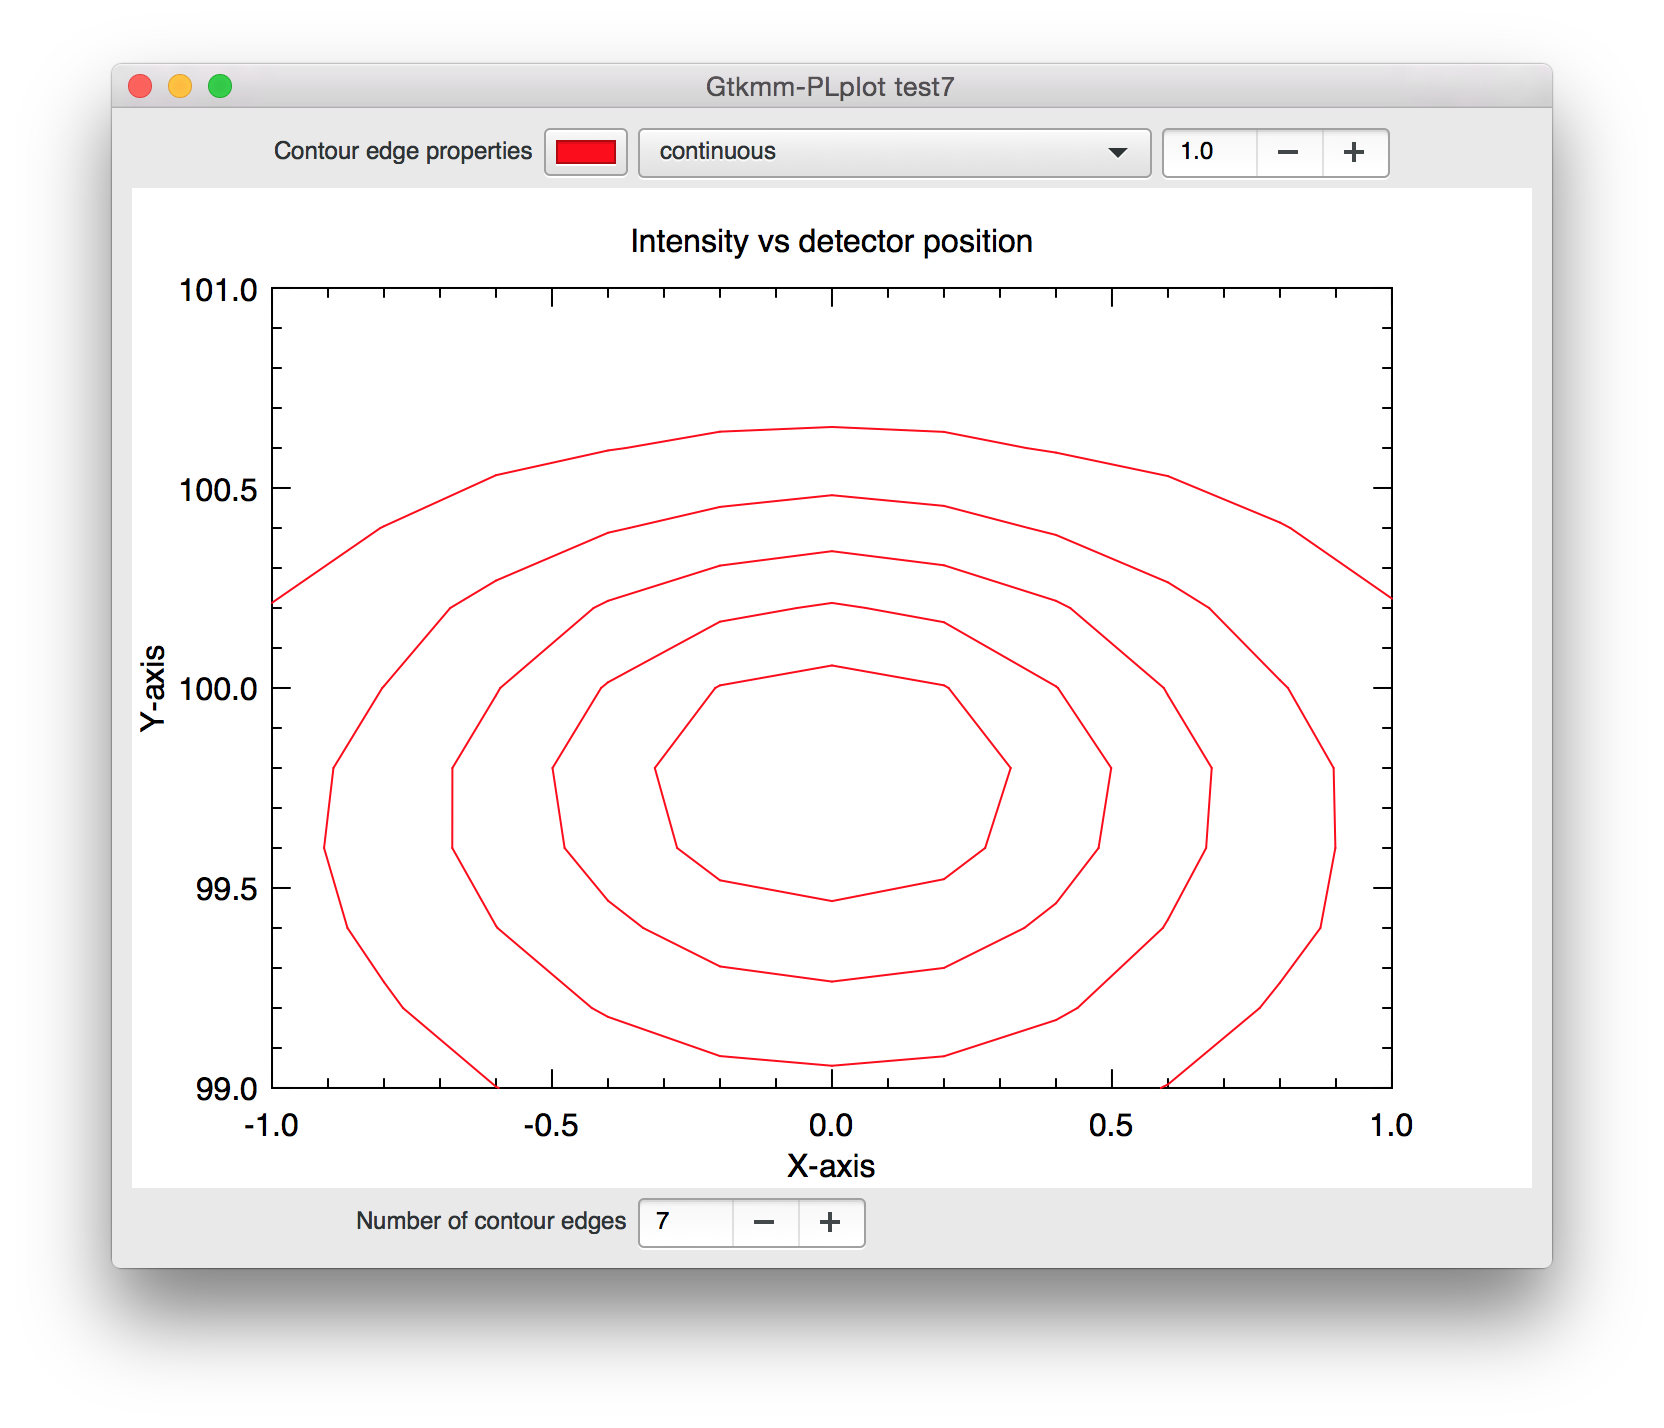 Gtkmm-PLplot test7
Contour edge properties continuous 1.0
Intensity vs detector position
101.0
100.5
100.0
99.5
99.0
Y-axis
-1.0 -0.5 0.0 0.5 1.0
X-axis
Number of contour edges 7